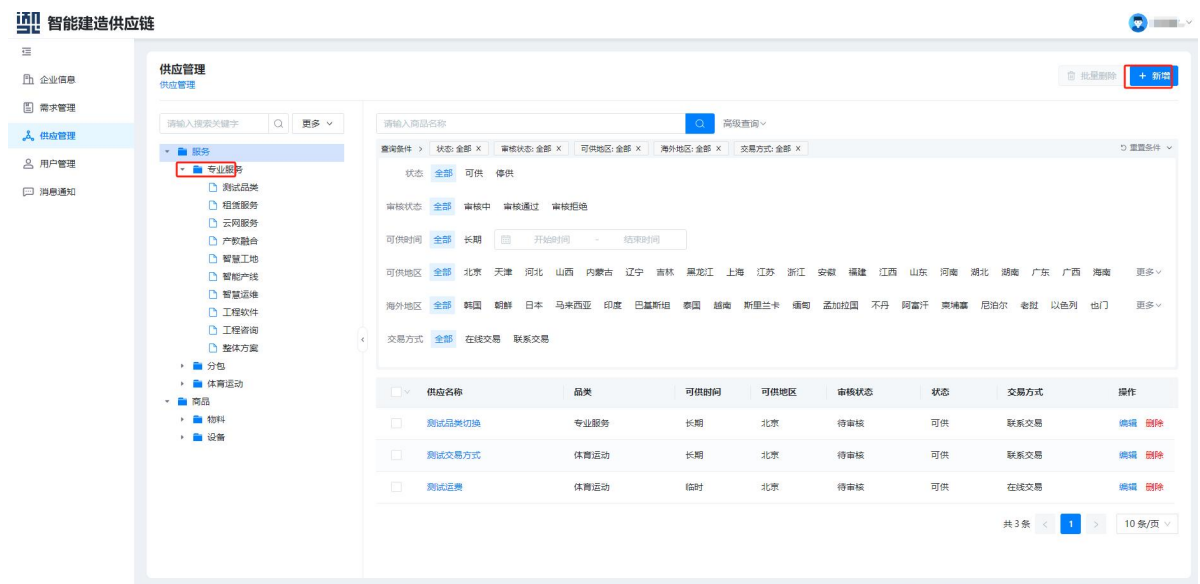 智能建造供应链
企业信息
需求管理
供应管理
用户管理
消息通知
供应管理
供应管理
批量删除
+ 新增
请输入搜索关键字
更多
服务
专业服务
测试品类
租赁服务
云网服务
产教融合
智慧工地
智能产线
智慧运维
工程软件
工程咨询
整体方案
分包
体育运动
商品
物料
设备
请输入商品名称
高级查询
查询条件 > 状态: 全部 X 审核状态: 全部 X 可供地区: 全部 X 海外地区: 全部 X 交易方式: 全部 X 重置条件
状态 全部 可供 停供
审核状态 全部 审核中 审核通过 审核拒绝
可供时间 全部 长期 开始时间 - 结束时间
可供地区 全部 北京 天津 河北 山西 内蒙古 辽宁 吉林 黑龙江 上海 江苏 浙江 安徽 福建 江西 山东 河南 湖北 湖南 广东 广西 海南 更多
海外地区 全部 韩国 朝鲜 日本 马来西亚 印度 巴基斯坦 泰国 越南 斯里兰卡 缅甸 孟加拉国 不丹 阿富汗 柬埔寨 尼泊尔 老挝 以色列 也门 更多
交易方式 全部 在线交易 联系交易
供应名称 品类 可供时间 可供地区 审核状态 状态 交易方式 操作
测试品类切换 专业服务 长期 北京 待审核 可供 联系交易 编辑 删除
测试交易方式 体育运动 长期 北京 待审核 可供 联系交易 编辑 删除
测试运费 体育运动 临时 北京 待审核 可供 在线交易 编辑 删除
共 3 条 < 1 > 10 条/页